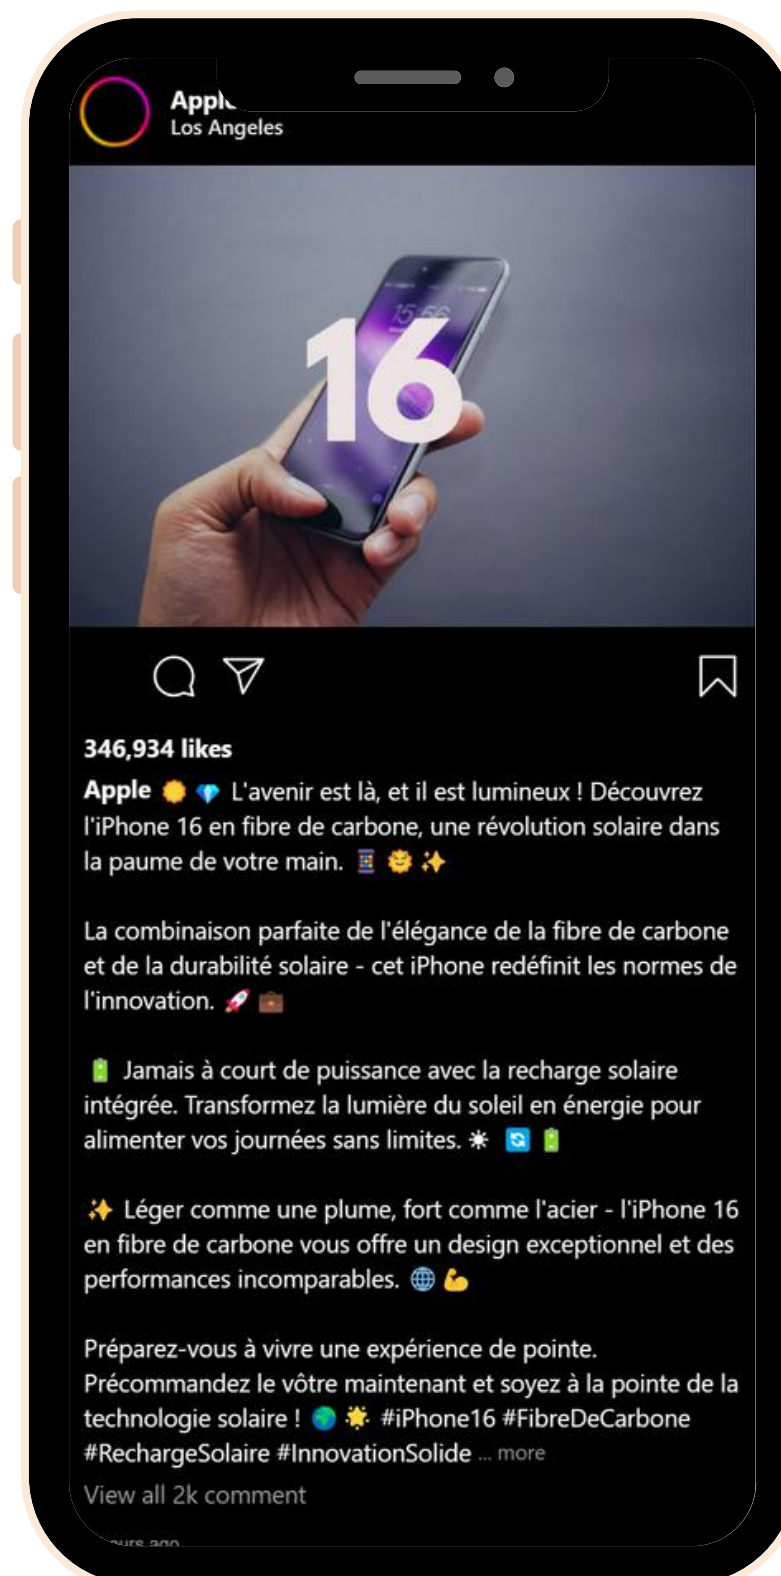 Los Angeles
15:56
16
346,934 likes
Apple 🌞 💎 L'avenir est là, et il est lumineux ! Découvrez
l'iPhone 16 en fibre de carbone, une révolution solaire dans
la paume de votre main. 📱 🌞 ✨
La combinaison parfaite de l'élégance de la fibre de carbone
et de la durabilité solaire - cet iPhone redéfinit les normes de
l'innovation. 🚀 💼
🔋 Jamais à court de puissance avec la recharge solaire
intégrée. Transformez la lumière du soleil en énergie pour
alimenter vos journées sans limites. ☀ 🔄 🔋
✨ Léger comme une plume, fort comme l'acier - l'iPhone 16
en fibre de carbone vous offre un design exceptionnel et des
performances incomparables. 🌐 💪
Préparez-vous à vivre une expérience de pointe.
Précommandez le vôtre maintenant et soyez à la pointe de la
technologie solaire ! 🌍 🌟 #iPhone16 #FibreDeCarbone
#RechargeSolaire #InnovationSolide ... more
View all 2k comment